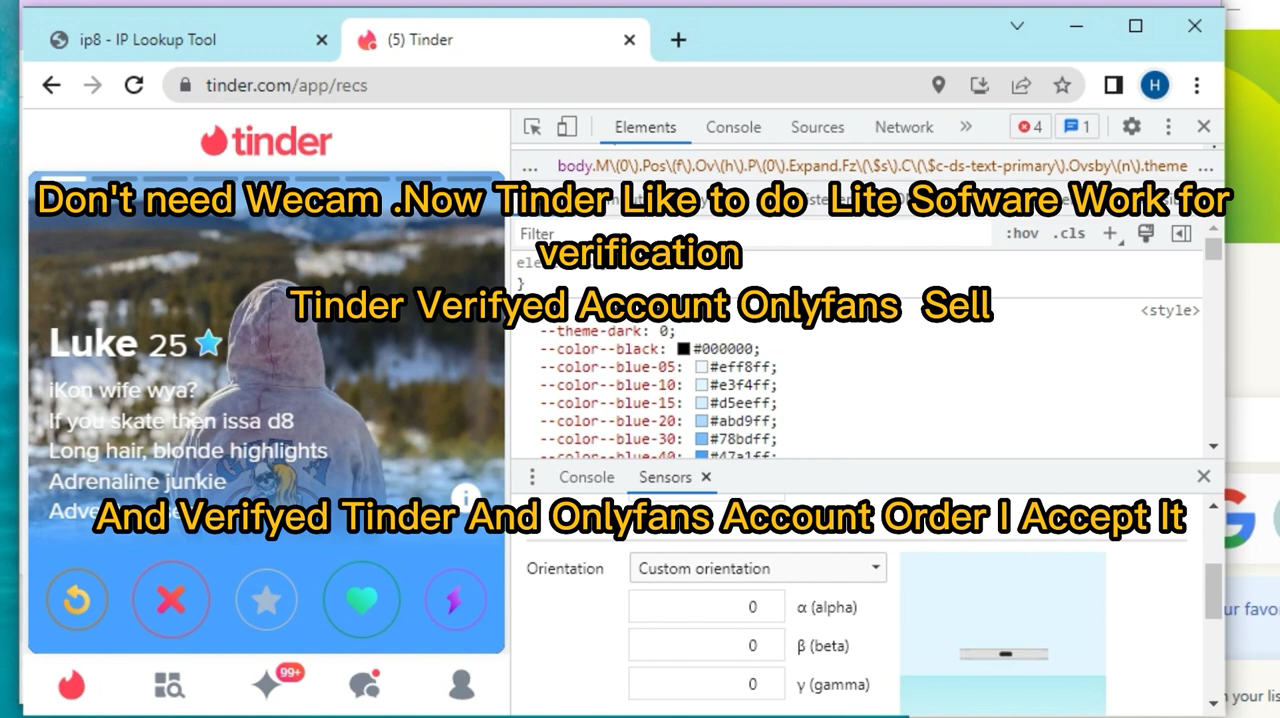 ip8 - IP Lookup Tool
(5) Tinder
tinder.com/app/recs
H
tinder
Elements
Console
Sources
Network
4
1
... body.M\(0\).Pos\(f\).Ov\(h\).P\(0\).Expand.Fz\(\$s\).C\(\$c-ds-text-primary\).Ovsby\(n\).theme ...
Don't need Wecam .Now Tinder Like to do Lite Sofware Work for
verification
Tinder Verifyed Account Onlyfans Sell
Filter
:hov .cls
}
<style>
--theme-dark: 0;
--color--black: #000000;
--color--blue-05: #eff8ff;
--color--blue-10: #e3f4ff;
--color--blue-15: #d5eeff;
--color--blue-20: #abd9ff;
--color--blue-30: #78bdff;
--color--blue-40: #47a1ff;
Luke 25
iKon wife wya?
If you skate then issa d8
Long hair, blonde highlights
Adrenaline junkie
Console
Sensors
And Verifyed Tinder And Onlyfans Account Order I Accept It
Orientation
Custom orientation
0 α (alpha)
0 β (beta)
0 γ (gamma)
99+
G